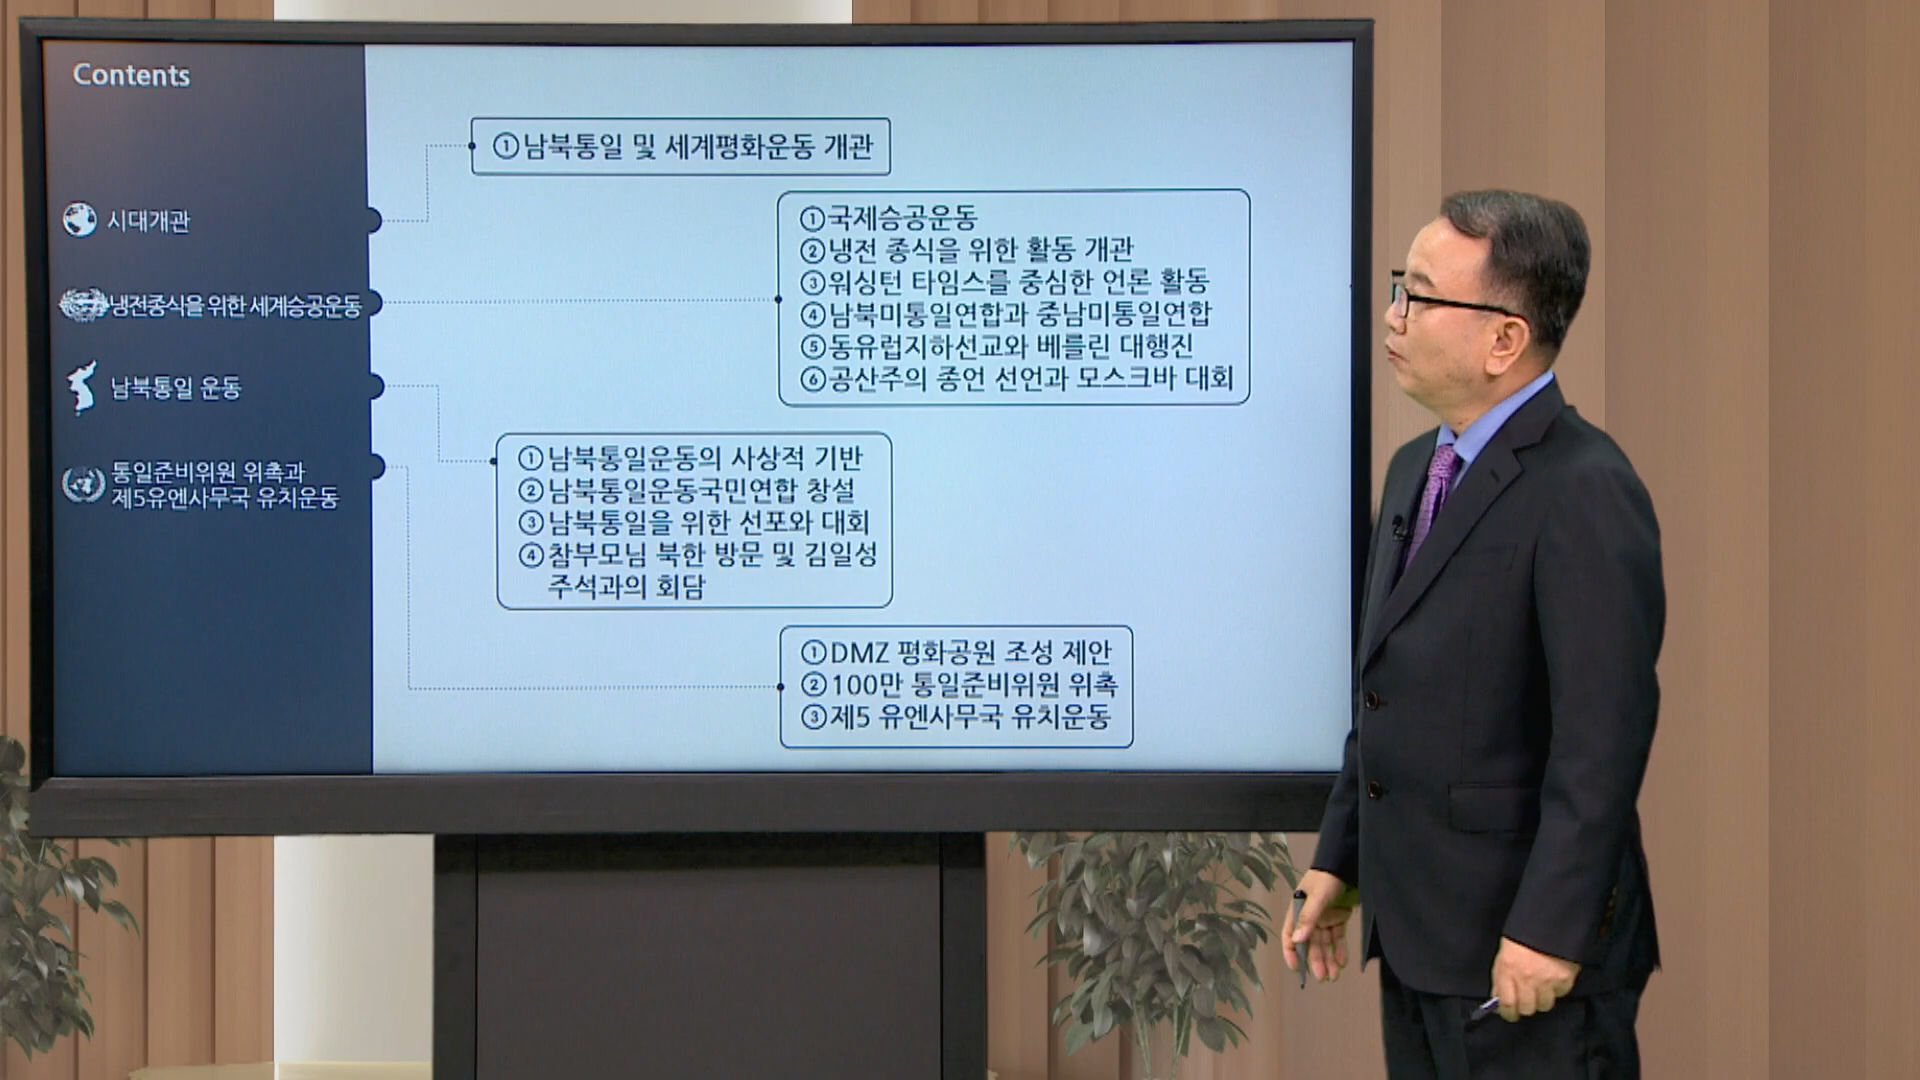 Contents
시대개관
①남북통일 및 세계평화운동 개관
냉전종식을 위한 세계승공운동
①국제승공운동
②냉전 종식을 위한 활동 개관
③워싱턴 타임스를 중심한 언론 활동
④남북미통일연합과 중남미통일연합
⑤동유럽지하선교와 베를린 대행진
⑥공산주의 종언 선언과 모스크바 대회
남북통일 운동
①남북통일운동의 사상적 기반
②남북통일운동국민연합 창설
③남북통일을 위한 선포와 대회
④참부모님 북한 방문 및 김일성
주석과의 회담
통일준비위원 위촉과
제5유엔사무국 유치운동
①DMZ 평화공원 조성 제안
②100만 통일준비위원 위촉
③제5 유엔사무국 유치운동